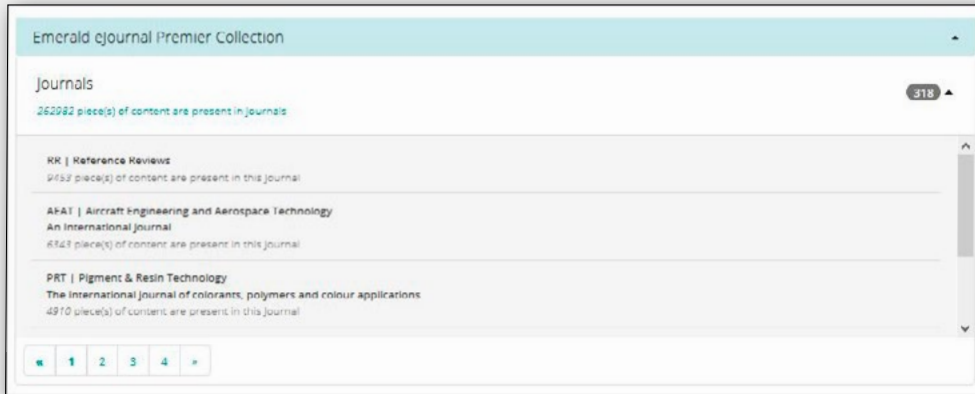 Emerald eJournal Premier Collection
Journals
262982 piece(s) of content are present in Journals
318
RR | Reference Reviews
9453 piece(s) of content are present in this Journal
AEAT | Aircraft Engineering and Aerospace Technology
An International Journal
6343 piece(s) of content are present in this Journal
PRT | Pigment & Resin Technology
The international journal of colorants, polymers and colour applications
4910 piece(s) of content are present in this Journal
« 1 2 3 4 »